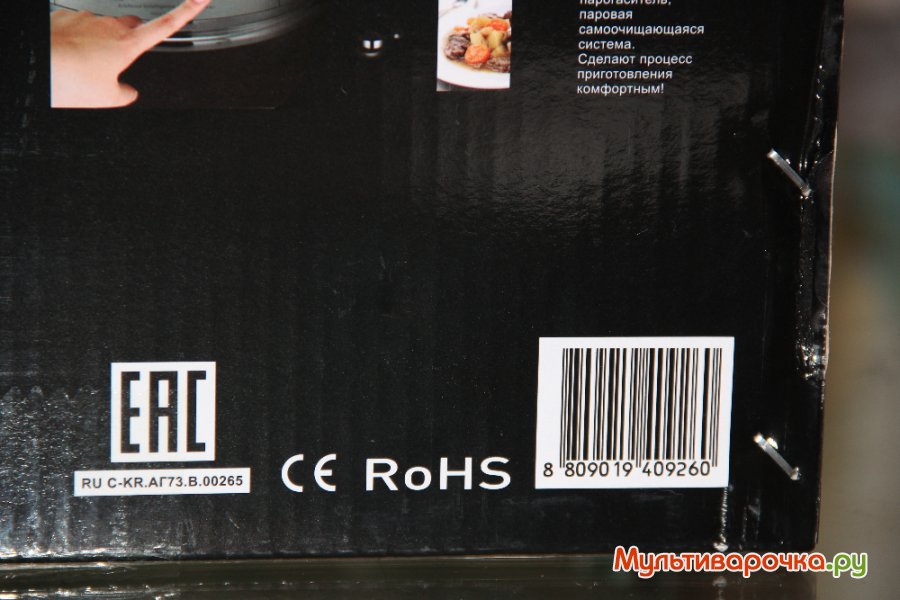 парогаситель,
паровая
самоочищающаяся
система.
Сделают процесс
приготовления
комфортным!
EAC
RU C-KR.АГ73.В.00265
CE RoHS
8 809019 409260
Мультиварочка.ру